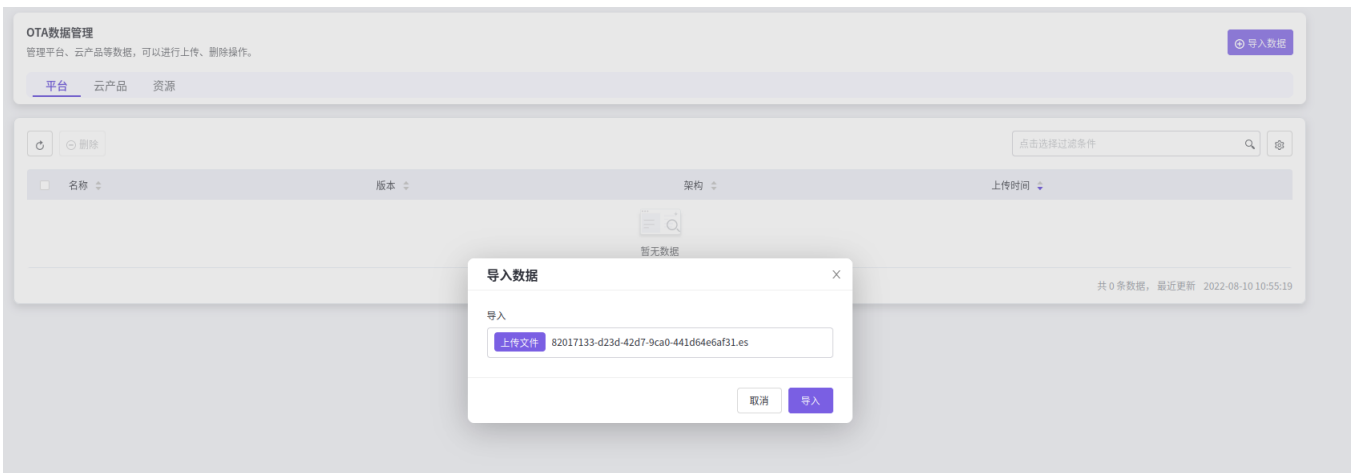 OTA数据管理
管理平台、云产品等数据，可以进行上传、删除操作。
导入数据
平台 云产品 资源
删除 点击选择过滤条件
名称 版本 架构 上传时间
暂无数据
共 0 条数据， 最近更新 2022-08-10 10:55:19
导入数据
导入
上传文件 82017133-d23d-42d7-9ca0-441d64e6af31.es
取消 导入